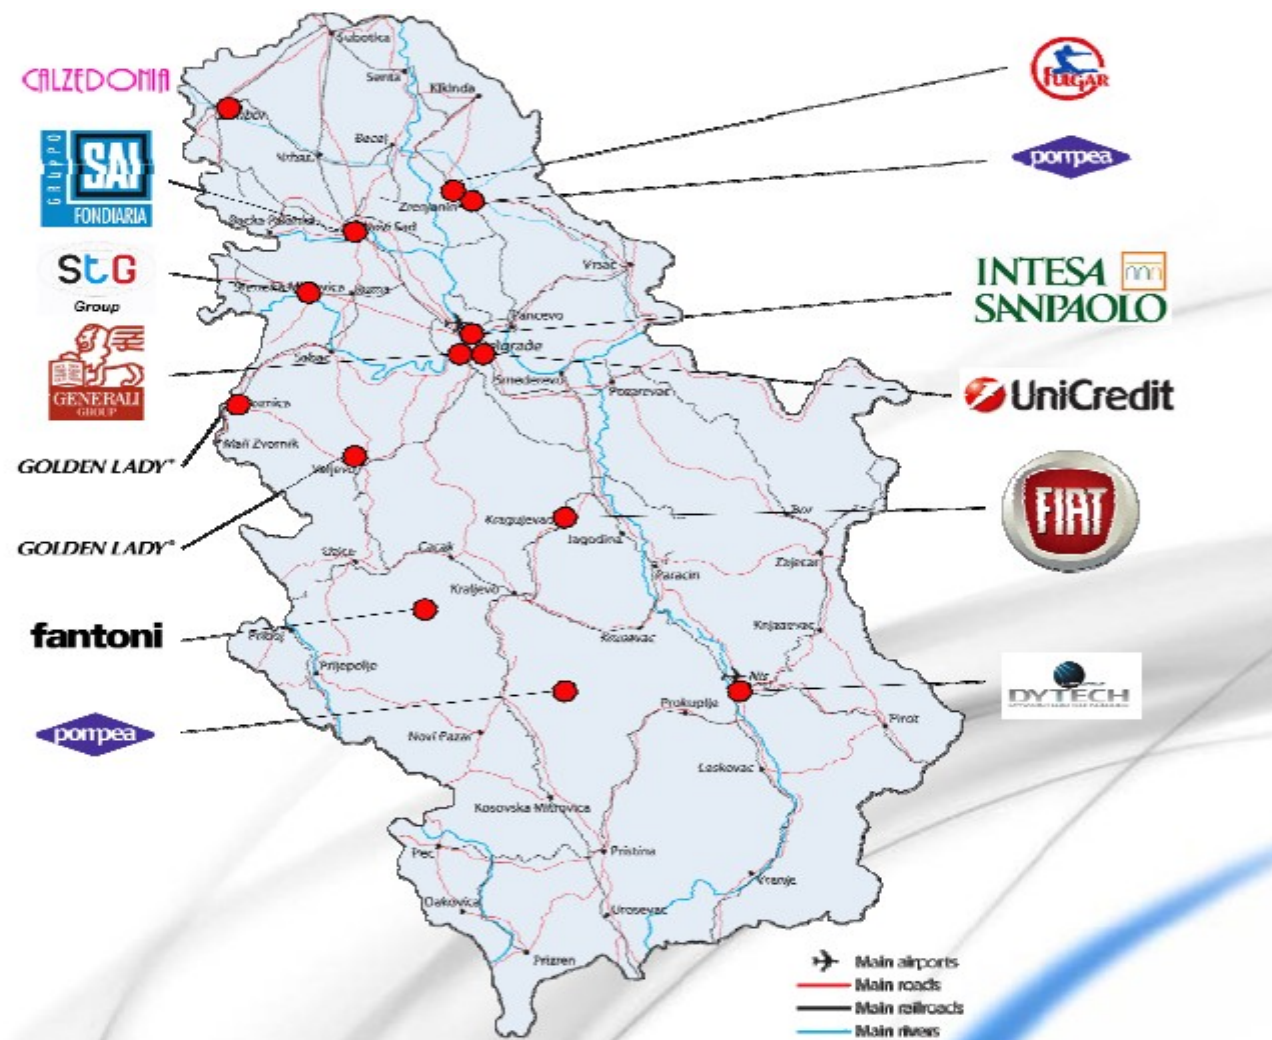 CALZEDONIA
GRUPPO
SAI
FONDIARIA
StG
Group
GENERALI
GROUP
GOLDEN LADY®
GOLDEN LADY®
fantoni
pompea
FULGAR
pompea
INTESA
SANPAOLO
UniCredit
FIAT
DYTECH
Subotica
Senta
Kikinda
Becej
Vrbas
Zrenjanin
Novi Sad
Vrsac
Ruma
Pancevo
Sabac
Smederevo
Pozarevac
Mali Zvornik
Valjevo
Kragujevac
Jagodina
Bor
Uzice
Cacak
Zajecar
Paracin
Kraljevo
Knjazevac
Krusevac
Priboj
Prijepolje
Nis
Prokuplje
Pirot
Novi Pazar
Leskovac
Kosovska Mitrovica
Pec
Pristina
Vranje
Dakovica
Urosevac
Prizren
Main airports
Main roads
Main railroads
Main rivers